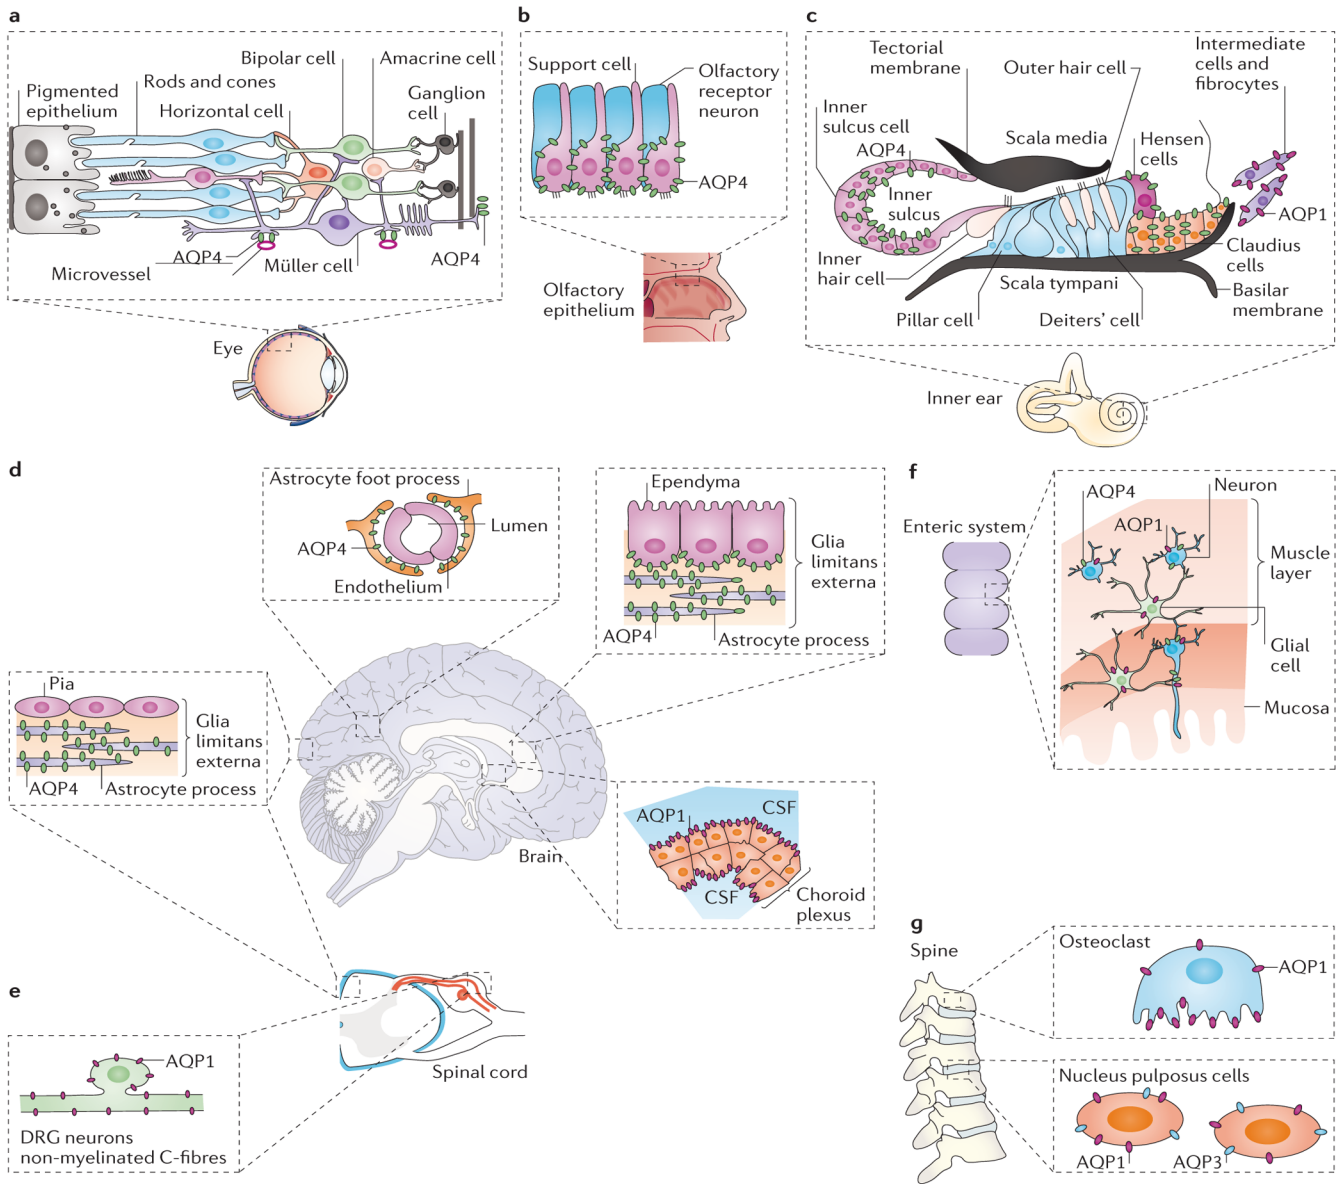 a
Bipolar cell
Amacrine cell
Rods and cones
Pigmented
epithelium
Horizontal cell
Ganglion
cell
AQP4
Microvessel
Müller cell
AQP4
Eye
b
Support cell
Olfactory
receptor
neuron
AQP4
Olfactory
epithelium
c
Tectorial
membrane
Outer hair cell
Intermediate
cells and
fibrocytes
Inner
sulcus cell
AQP4
Scala media
Hensen
cells
Inner
sulcus
AQP1
Inner
hair cell
Scala tympani
Claudius
cells
Basilar
membrane
Pillar cell
Deiters’ cell
Inner ear
d
Astrocyte foot process
Lumen
AQP4
Endothelium
Ependyma
Glia
limitans
externa
AQP4
Astrocyte process
Pia
Glia
limitans
externa
AQP4
Astrocyte process
Brain
AQP1
CSF
CSF
Choroid
plexus
e
AQP1
DRG neurons
non-myelinated C-fibres
Spinal cord
f
Enteric system
AQP4
Neuron
AQP1
Muscle
layer
Glial
cell
Mucosa
g
Spine
Osteoclast
AQP1
Nucleus pulposus cells
AQP1
AQP3